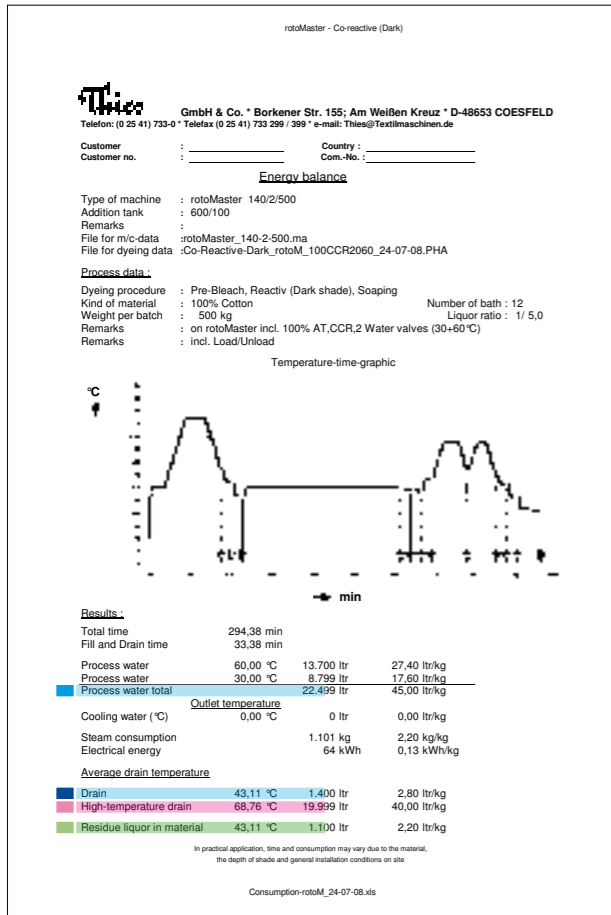 rotoMaster - Co-reactive (Dark)
Thies
GmbH & Co. * Borkener Str. 155; Am Weißen Kreuz * D-48653 COESFELD
Telefon: (0 25 41) 733-0 * Telefax (0 25 41) 733 299 / 399 * e-mail: Thies@Textilmaschinen.de
Customer : Country :
Customer no. : Com.-No. :
Energy balance
Type of machine : rotoMaster 140/2/500
Addition tank : 600/100
Remarks :
File for m/c-data :rotoMaster_140-2-500.ma
File for dyeing data :Co-Reactive-Dark_rotoM_100CCR2060_24-07-08.PHA
Process data :
Dyeing procedure : Pre-Bleach, Reactiv (Dark shade), Soaping
Kind of material : 100% Cotton Number of bath : 12
Weight per batch : 500 kg Liquor ratio : 1/ 5,0
Remarks : on rotoMaster incl. 100% AT,CCR,2 Water valves (30+60°C)
Remarks : incl. Load/Unload
Temperature-time-graphic
°C
min
Results :
Total time 294,38 min
Fill and Drain time 33,38 min
Process water 60,00 °C 13.700 ltr 27,40 ltr/kg
Process water 30,00 °C 8.799 ltr 17,60 ltr/kg
Process water total 22.499 ltr 45,00 ltr/kg
Outlet temperature
Cooling water (°C) 0,00 °C 0 ltr 0,00 ltr/kg
Steam consumption 1.101 kg 2,20 kg/kg
Electrical energy 64 kWh 0,13 kWh/kg
Average drain temperature
Drain 43,11 °C 1.400 ltr 2,80 ltr/kg
High-temperature drain 68,76 °C 19.999 ltr 40,00 ltr/kg
Residue liquor in material 43,11 °C 1.100 ltr 2,20 ltr/kg
In practical application, time and consumption may vary due to the material,
the depth of shade and general installation conditions on site
Consumption-rotoM_24-07-08.xls